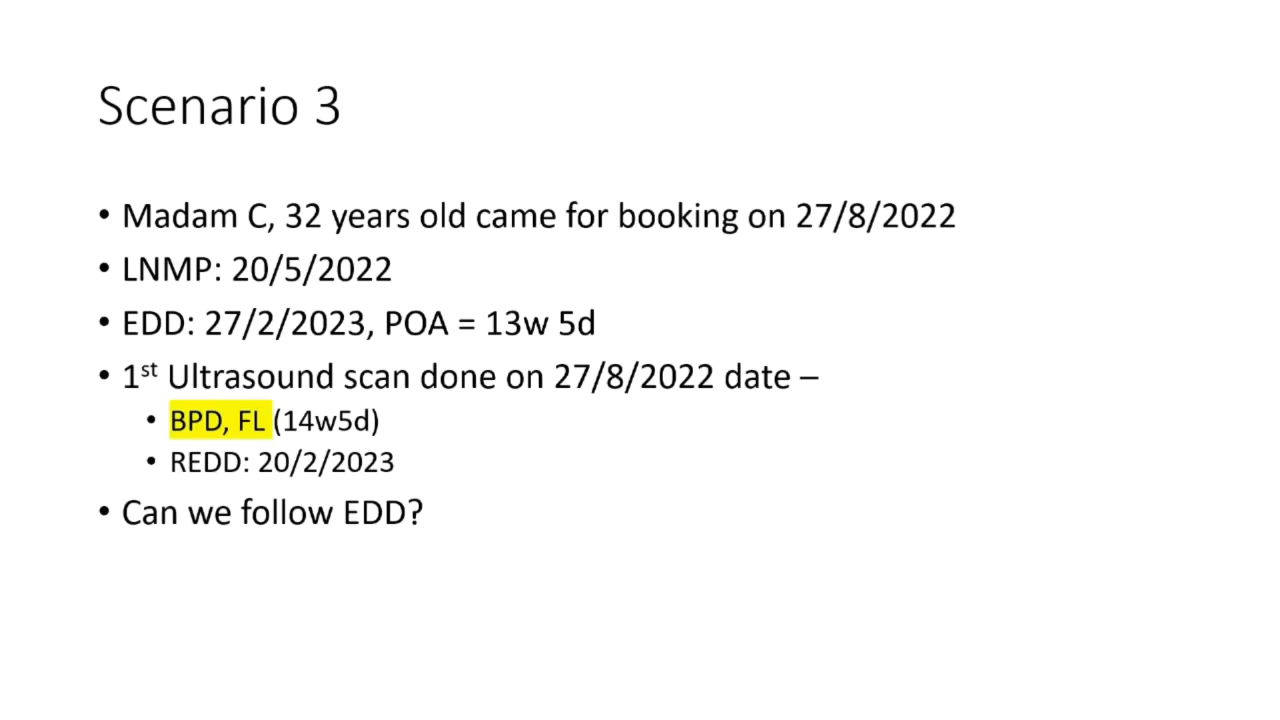 Scenario 3
• Madam C, 32 years old came for booking on 27/8/2022
• LNMP: 20/5/2022
• EDD: 27/2/2023, POA = 13w 5d
• 1st Ultrasound scan done on 27/8/2022 date –
• BPD, FL (14w5d)
• REDD: 20/2/2023
• Can we follow EDD?